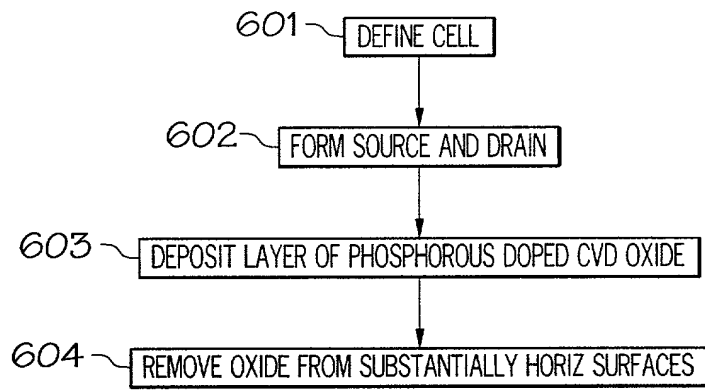 601
DEFINE CELL
602
FORM SOURCE AND DRAIN
603
DEPOSIT LAYER OF PHOSPHOROUS DOPED CVD OXIDE
604
REMOVE OXIDE FROM SUBSTANTIALLY HORIZ SURFACES